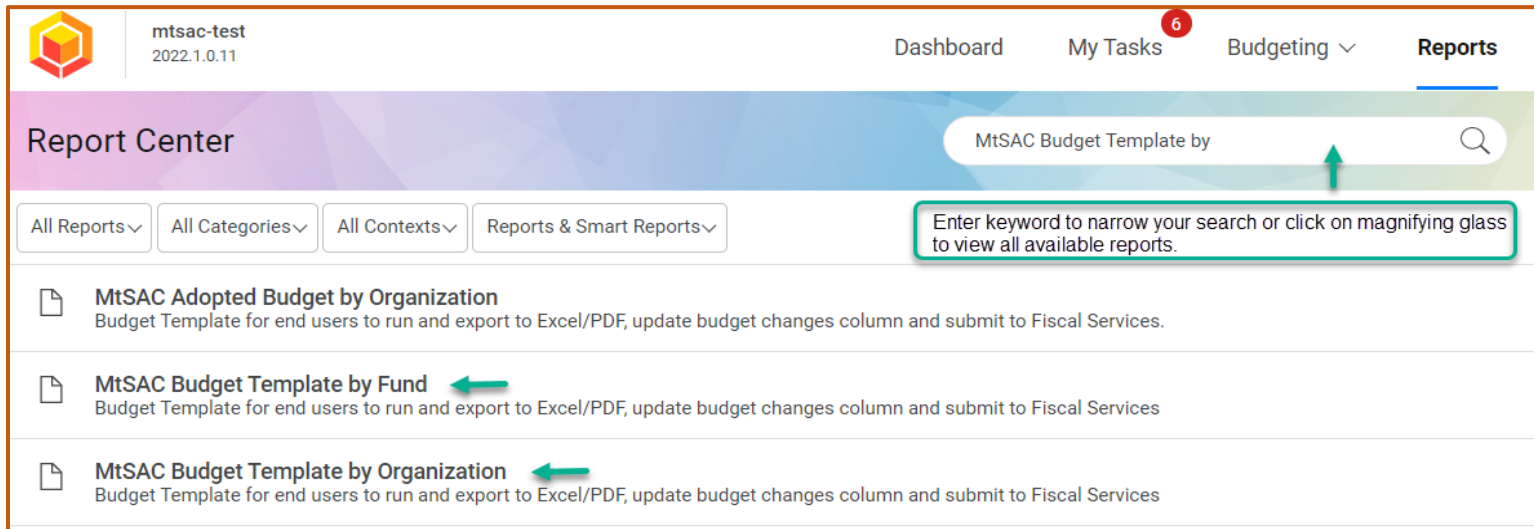 mtsac-test
2022.1.0.11
Dashboard My Tasks 6 Budgeting Reports
Report Center
MtSAC Budget Template by
All Reports All Categories All Contexts Reports & Smart Reports
Enter keyword to narrow your search or click on magnifying glass
to view all available reports.
MtSAC Adopted Budget by Organization
Budget Template for end users to run and export to Excel/PDF, update budget changes column and submit to Fiscal Services.
MtSAC Budget Template by Fund
Budget Template for end users to run and export to Excel/PDF, update budget changes column and submit to Fiscal Services
MtSAC Budget Template by Organization
Budget Template for end users to run and export to Excel/PDF, update budget changes column and submit to Fiscal Services